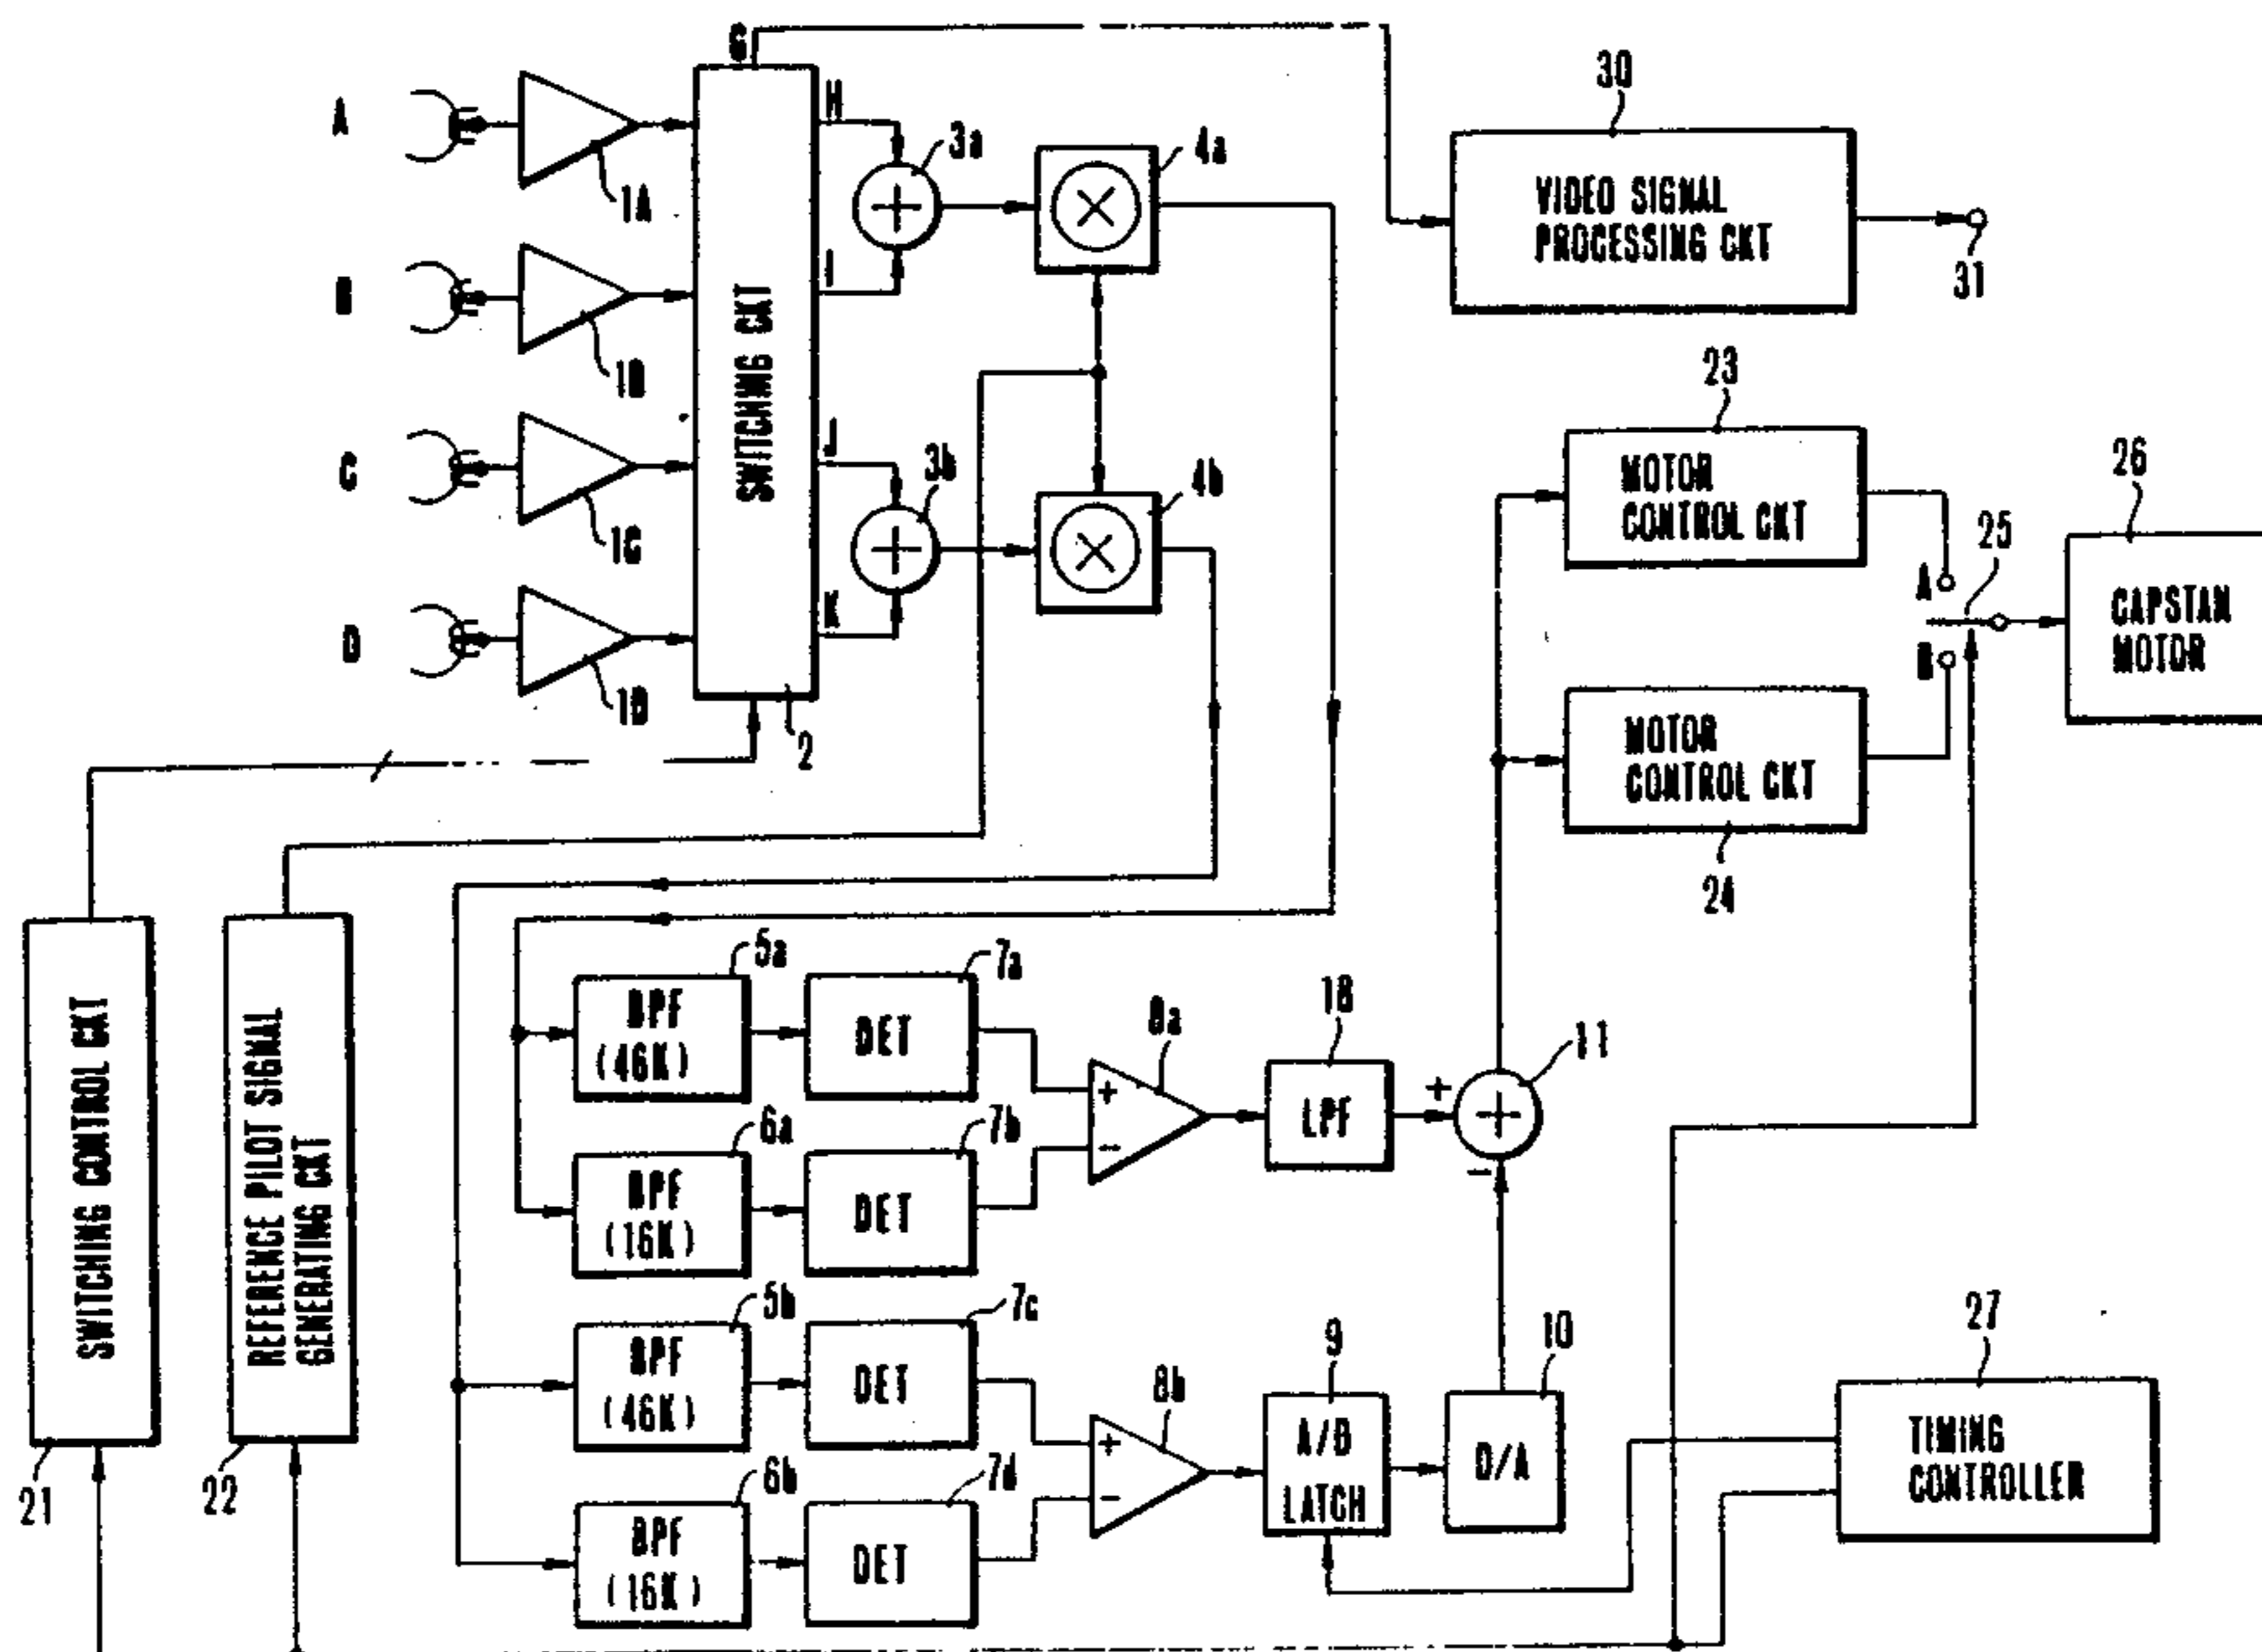 G
30
A
H
3a
4a
VIDEO SIGNAL
PROCESSING CKT
1A
31
B
I
SWITCHING CKT
1B
23
C
J
3b
4b
MOTOR
CONTROL CKT
26
25
1C
A
CAPSTAN
MOTOR
D
K
B
1D
2
MOTOR
CONTROL CKT
24
5a
7a
BPF
(46K)
DET
8a
18
11
+
−
LPF
+
−
6a
7b
BPF
(16K)
DET
SWITCHING CONTROL CKT
REFERENCE PILOT SIGNAL
GENERATING CKT
5b
7c
BPF
(46K)
DET
8b
9
10
27
+
−
A/D
LATCH
D/A
TIMING
CONTROLLER
21
22
6b
7d
BPF
(16K)
DET